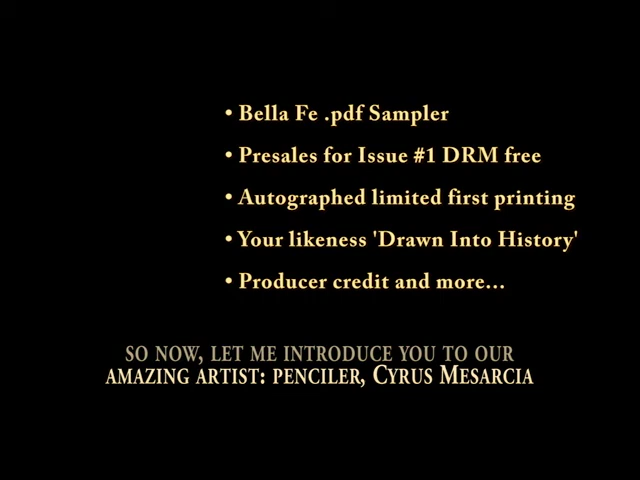 • Bella Fe .pdf Sampler
• Presales for Issue #1 DRM free
• Autographed limited first printing
• Your likeness 'Drawn Into History'
• Producer credit and more...
SO NOW, LET ME INTRODUCE YOU TO OUR
AMAZING ARTIST: PENCILER, CYRUS MESARCIA